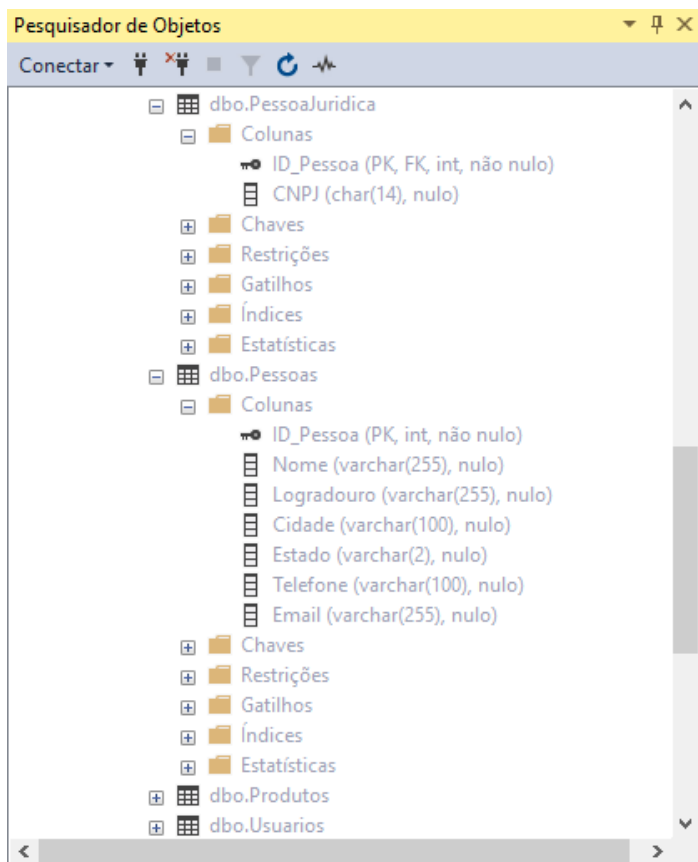 Pesquisador de Objetos
Conectar
dbo.PessoaJuridica
Colunas
ID_Pessoa (PK, FK, int, não nulo)
CNPJ (char(14), nulo)
Chaves
Restrições
Gatilhos
Índices
Estatísticas
dbo.Pessoas
Colunas
ID_Pessoa (PK, int, não nulo)
Nome (varchar(255), nulo)
Logradouro (varchar(255), nulo)
Cidade (varchar(100), nulo)
Estado (varchar(2), nulo)
Telefone (varchar(100), nulo)
Email (varchar(255), nulo)
Chaves
Restrições
Gatilhos
Índices
Estatísticas
dbo.Produtos
dbo.Usuarios